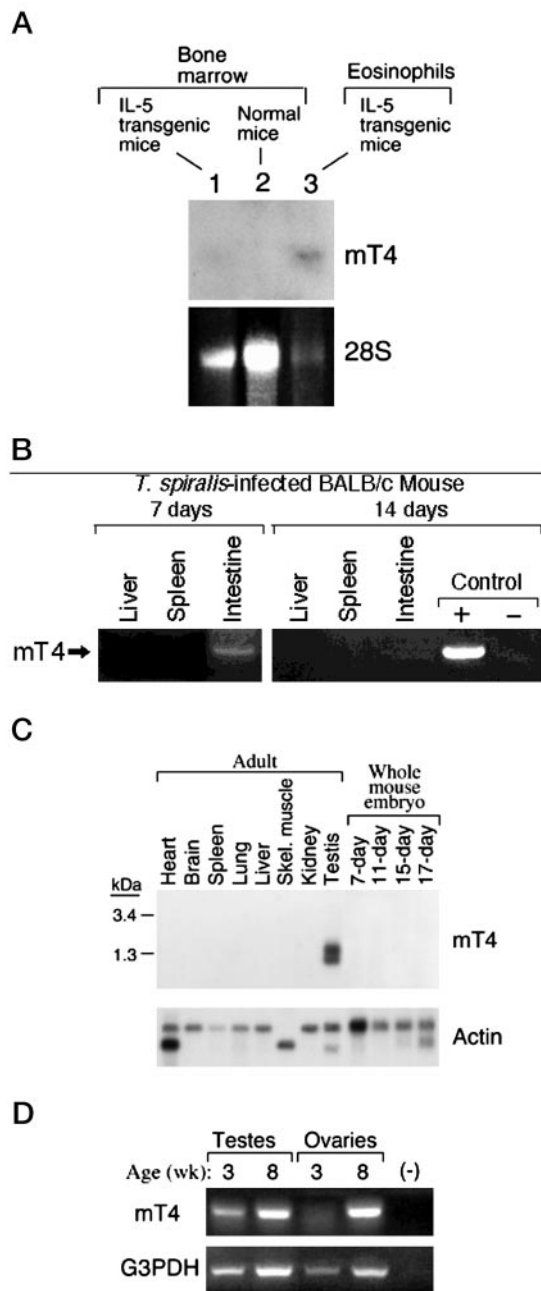 A
Bone marrow
Eosinophils
IL-5 transgenic mice
Normal mice
IL-5 transgenic mice
1 2 3
mT4
28S
B
T. spiralis-infected BALB/c Mouse
7 days 14 days
Liver Spleen Intestine Liver Spleen Intestine Control
+ −
mT4
C
Adult
Whole mouse embryo
Heart Brain Spleen Lung Liver Skel. muscle Kidney Testis 7-day 11-day 15-day 17-day
kDa
3.4
1.3
mT4
Actin
D
Testes Ovaries
Age (wk): 3 8 3 8 (-)
mT4
G3PDH